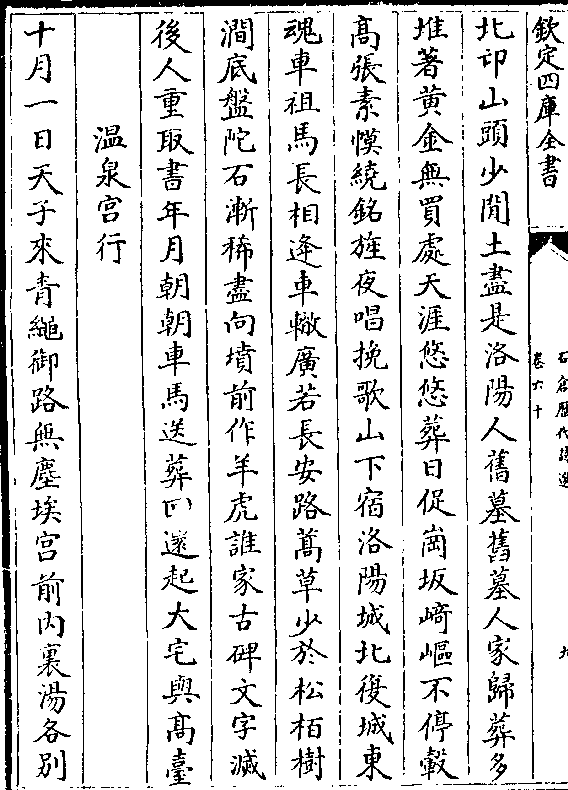 欽定四庫全書
石倉歷代詩選
卷六十
九
北邙山頭少閒土盡是洛陽人舊墓舊墓人家歸葬多
堆著黃金無買處天涯悠悠葬日促崗坂﨑嶇不停轂
髙張素幙繞銘旌夜唱挽歌山下宿洛陽城北復城東
魂車祖馬長相逢車轍廣若長安路蒿草少於松栢樹
澗底盤陀石漸稀盡向墳前作羊虎誰家古碑文字滅
後人重取書年月朝朝車馬送葬回還起大宅與髙臺
温泉宫行
十月一日天子來青繩御路無塵埃宫前内裏湯各别